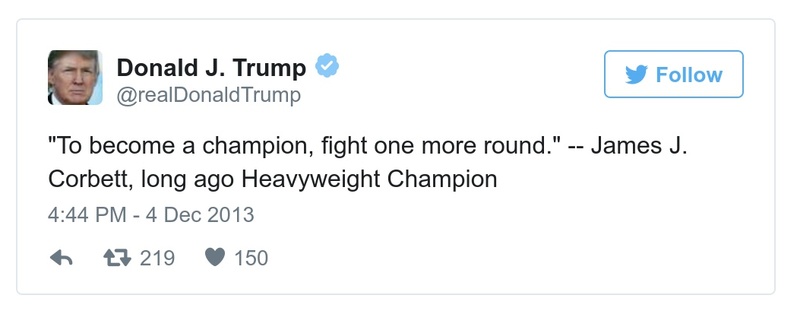 Donald J. Trump
@realDonaldTrump
Follow
"To become a champion, fight one more round." -- James J.
Corbett, long ago Heavyweight Champion
4:44 PM - 4 Dec 2013
219 150